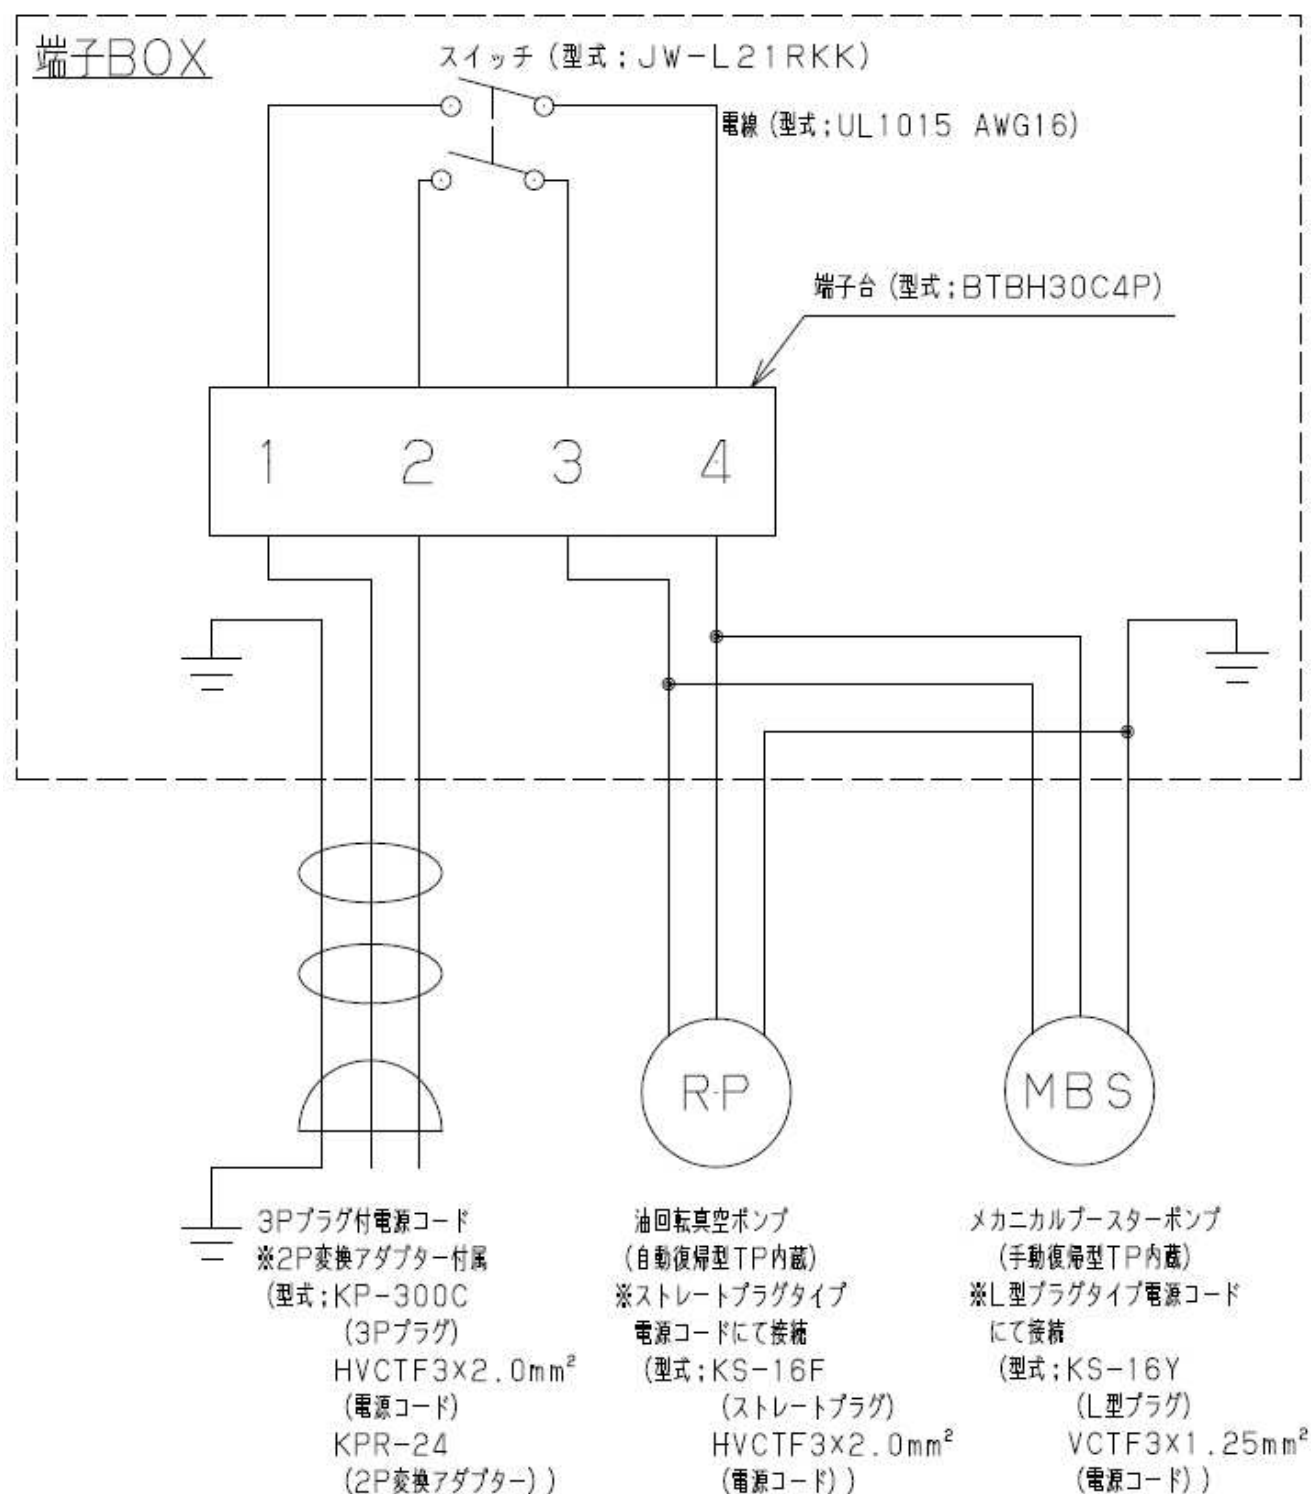 端子BOX
スイッチ (型式;JW-L21RKK)
電線 (型式;UL1015 AWG16)
端子台 (型式;BTBH30C4P)
1 2 3 4
R-P
MBS
3Pプラグ付電源コード
※2P変換アダプター付属
(型式;KP-300C
(3Pプラグ)
HVCTF3×2.0mm²
(電源コード)
KPR-24
(2P変換アダプター))
油回転真空ポンプ
(自動復帰型TP内蔵)
※ストレートプラグタイプ
電源コードにて接続
(型式;KS-16F
(ストレートプラグ)
HVCTF3×2.0mm²
(電源コード))
メカニカルブースターポンプ
(手動復帰型TP内蔵)
※L型プラグタイプ電源コード
にて接続
(型式;KS-16Y
(L型プラグ)
VCTF3×1.25mm²
(電源コード))